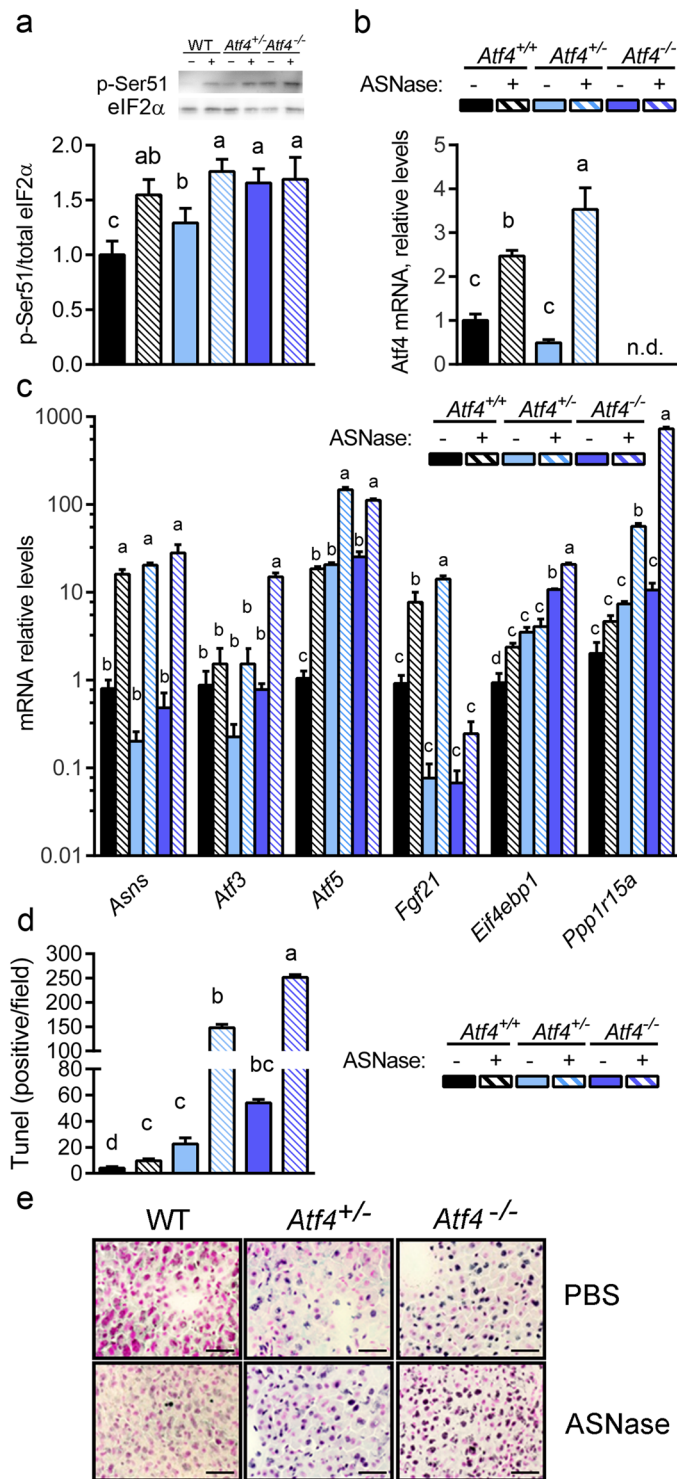 a
WT Atf4+/- Atf4-/-
- + - + - +
p-Ser51
eIF2α
p-Ser51/total eIF2α
2.0
1.5
1.0
0.5
0.0
c ab b a a a
b
Atf4+/+ Atf4+/- Atf4-/-
ASNase: - + - + - +
Atf4 mRNA, relative levels
5
4
3
2
1
0
c b c a n.d.
c
Atf4+/+ Atf4+/- Atf4-/-
ASNase: - + - + - +
mRNA relative levels
1000
100
10
1
0.1
0.01
b a b a b a
b b b b b a
c b b a b a
c b c a c c
d c c c b a
c c c b c a
Asns Atf3 Atf5 Fgf21 Eif4ebp1 Ppp1r15a
d
Tunel (positive/field)
300
250
200
150
100
80
60
40
20
0
d c c b bc a
Atf4+/+ Atf4+/- Atf4-/-
ASNase: - + - + - +
e
WT Atf4+/- Atf4-/-
PBS
ASNase